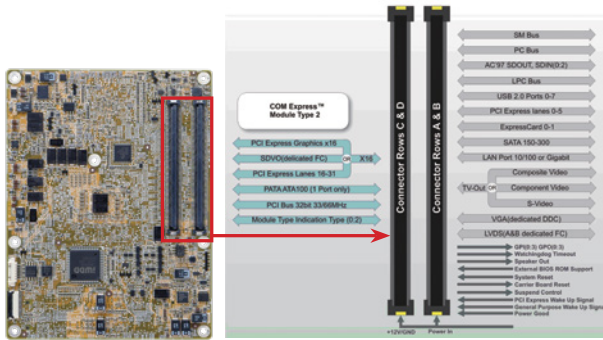 COM Express™
Module Type 2
PCI Express Graphics x16
SDVO(delicated FC)
OR
X16
PCI Express Lanes 16-31
PATA ATA100 (1 Port only)
PCI Bus 32bit 33/66MHz
Module Type Indication Type (0:2)
Connector Rows C & D
Connector Rows A & B
SM Bus
PC Bus
AC'97 SDOUT, SDIN(0:2)
LPC Bus
USB 2.0 Ports 0-7
PCI Express lanes 0-5
ExpressCard 0-1
SATA 150-300
LAN Port 10/100 or Gigabit
Composite Video
TV-Out
OR
Component Video
S-Video
VGA(dedicated DDC)
LVDS(A&B dedicated FC)
GPI(0:3) GPO(0:3)
Watchingdog Timeout
Speaker Out
External BIOS ROM Support
System Reset
Carrier Board Reset
Suspend Control
PCI Express Wake Up Signal
General Purpose Wake Up Signal
Power Good
+12V/GND
Power In